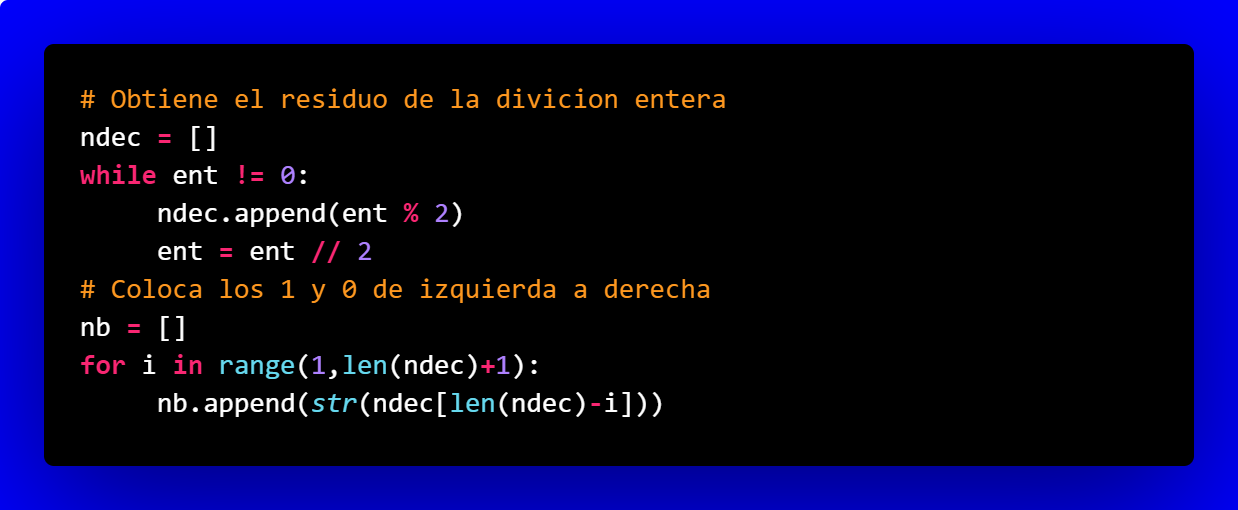 # Obtiene el residuo de la divicion entera
ndec = []
while ent != 0:
     ndec.append(ent % 2)
     ent = ent // 2
# Coloca los 1 y 0 de izquierda a derecha
nb = []
for i in range(1,len(ndec)+1):
     nb.append(str(ndec[len(ndec)-i]))